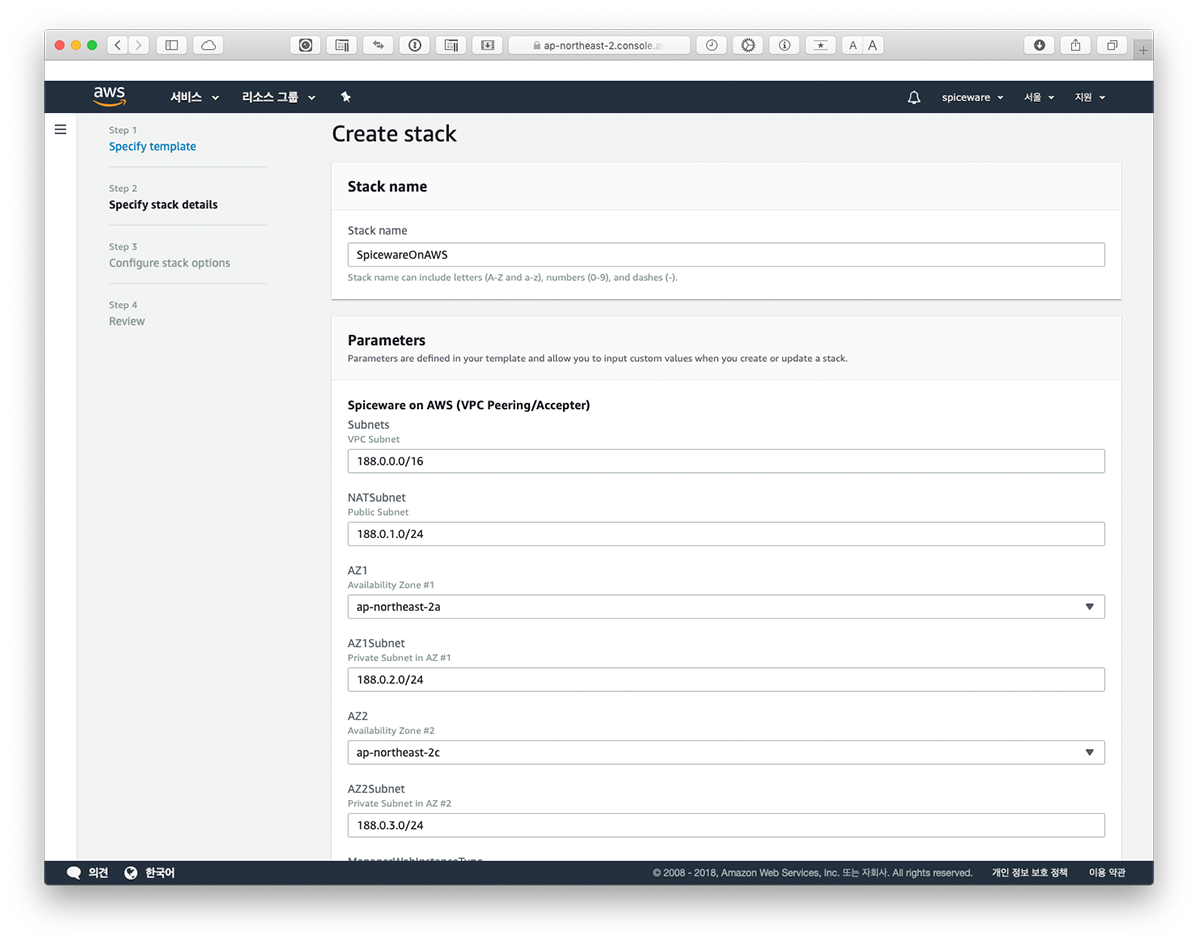 ap-northeast-2.console.aw
A A
aws
서비스
리소스 그룹
spiceware
서울
지원
Step 1
Specify template
Step 2
Specify stack details
Step 3
Configure stack options
Step 4
Review
Create stack
Stack name
Stack name
SpicewareOnAWS
Stack name can include letters (A-Z and a-z), numbers (0-9), and dashes (-).
Parameters
Parameters are defined in your template and allow you to input custom values when you create or update a stack.
Spiceware on AWS (VPC Peering/Accepter)
Subnets
VPC Subnet
188.0.0.0/16
NATSubnet
Public Subnet
188.0.1.0/24
AZ1
Availability Zone #1
ap-northeast-2a
AZ1Subnet
Private Subnet in AZ #1
188.0.2.0/24
AZ2
Availability Zone #2
ap-northeast-2c
AZ2Subnet
Private Subnet in AZ #2
188.0.3.0/24
ManagerWebInstanceType
의견
한국어
© 2008 - 2018, Amazon Web Services, Inc. 또는 자회사. All rights reserved.
개인 정보 보호 정책
이용 약관